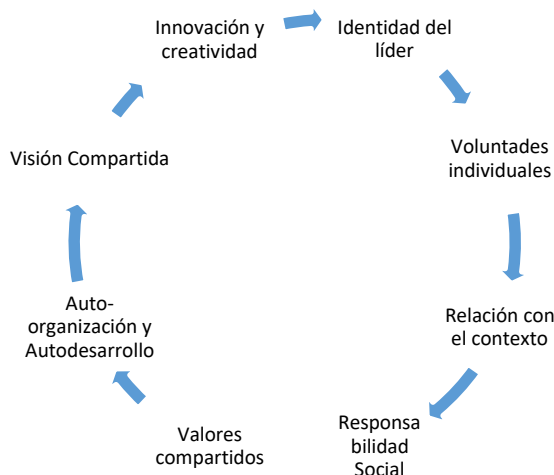 Innovación y
creatividad
Identidad del
líder
Voluntades
individuales
Relación con
el contexto
Responsa
bilidad
Social
Valores
compartidos
Auto-
organización y
Autodesarrollo
Visión Compartida